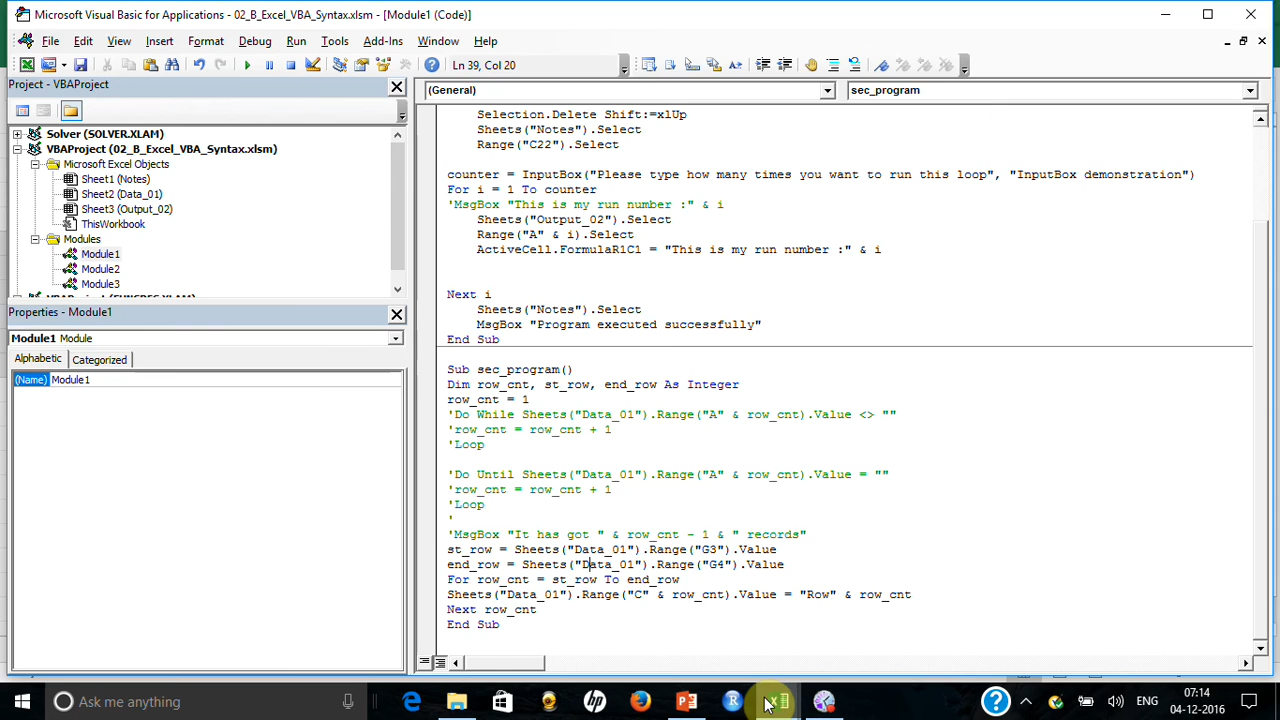 Microsoft Visual Basic for Applications - 02_B_Excel_VBA_Syntax.xlsm - [Module1 (Code)]
File Edit View Insert Format Debug Run Tools Add-Ins Window Help
Ln 39, Col 20
Project - VBAProject
Solver (SOLVER.XLAM)
VBAProject (02_B_Excel_VBA_Syntax.xlsm)
Microsoft Excel Objects
Sheet1 (Notes)
Sheet2 (Data_01)
Sheet3 (Output_02)
ThisWorkbook
Modules
Module1
Module2
Module3
Properties - Module1
Module1 Module
Alphabetic Categorized
(Name) Module1
(General) sec_program
Selection.Delete Shift:=xlUp
Sheets("Notes").Select
Range("C22").Select
counter = InputBox("Please type how many times you want to run this loop", "InputBox demonstration")
For i = 1 To counter
'MsgBox "This is my run number :" & i
Sheets("Output_02").Select
Range("A" & i).Select
ActiveCell.FormulaR1C1 = "This is my run number :" & i
Next i
Sheets("Notes").Select
MsgBox "Program executed successfully"
End Sub
Sub sec_program()
Dim row_cnt, st_row, end_row As Integer
row_cnt = 1
'Do While Sheets("Data_01").Range("A" & row_cnt).Value <> ""
'row_cnt = row_cnt + 1
'Loop
'Do Until Sheets("Data_01").Range("A" & row_cnt).Value = ""
'row_cnt = row_cnt + 1
'Loop
'
'MsgBox "It has got " & row_cnt - 1 & " records"
st_row = Sheets("Data_01").Range("G3").Value
end_row = Sheets("Data_01").Range("G4").Value
For row_cnt = st_row To end_row
Sheets("Data_01").Range("C" & row_cnt).Value = "Row" & row_cnt
Next row_cnt
End Sub
Ask me anything
ENG
07:14
04-12-2016